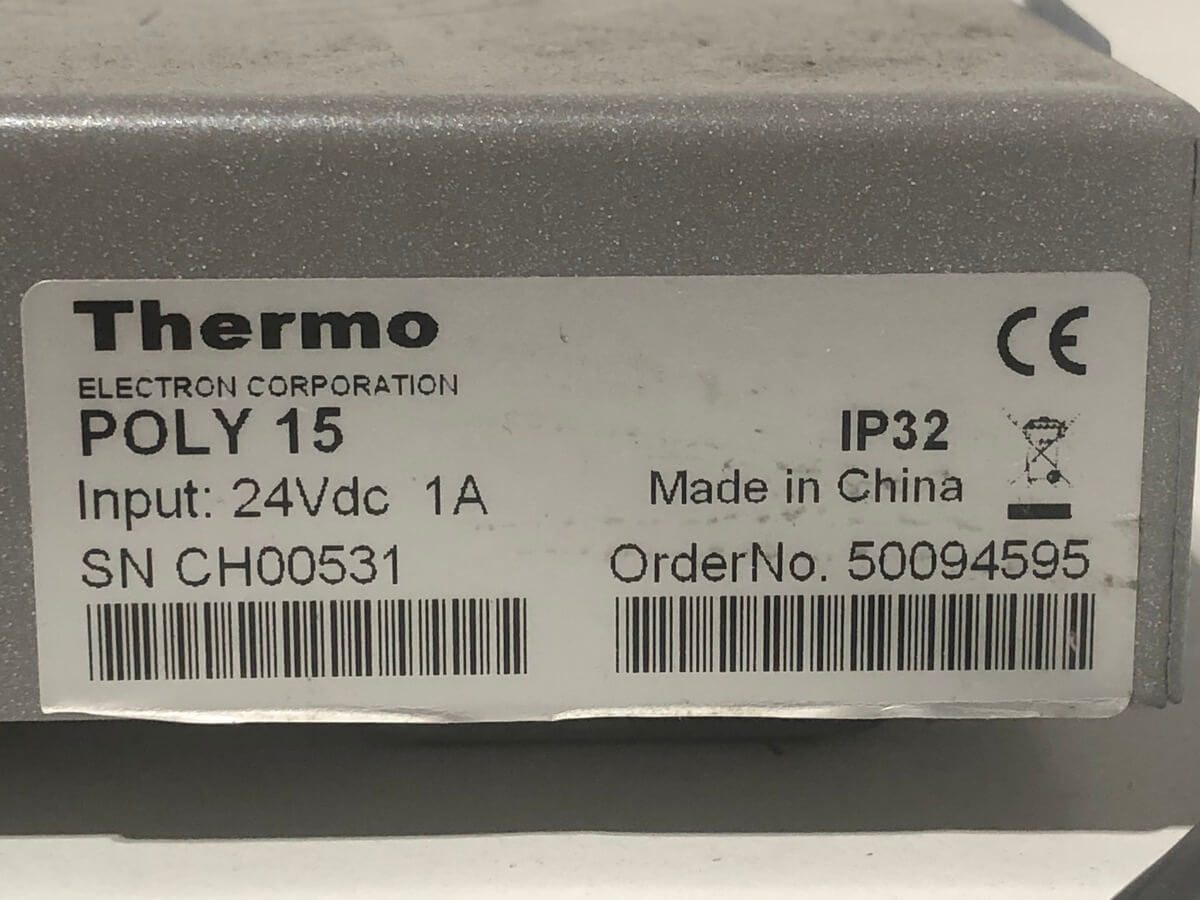 Thermo
ELECTRON CORPORATION
POLY 15
IP32
Input: 24Vdc 1A
Made in China
SN CH00531
OrderNo. 50094595
CE